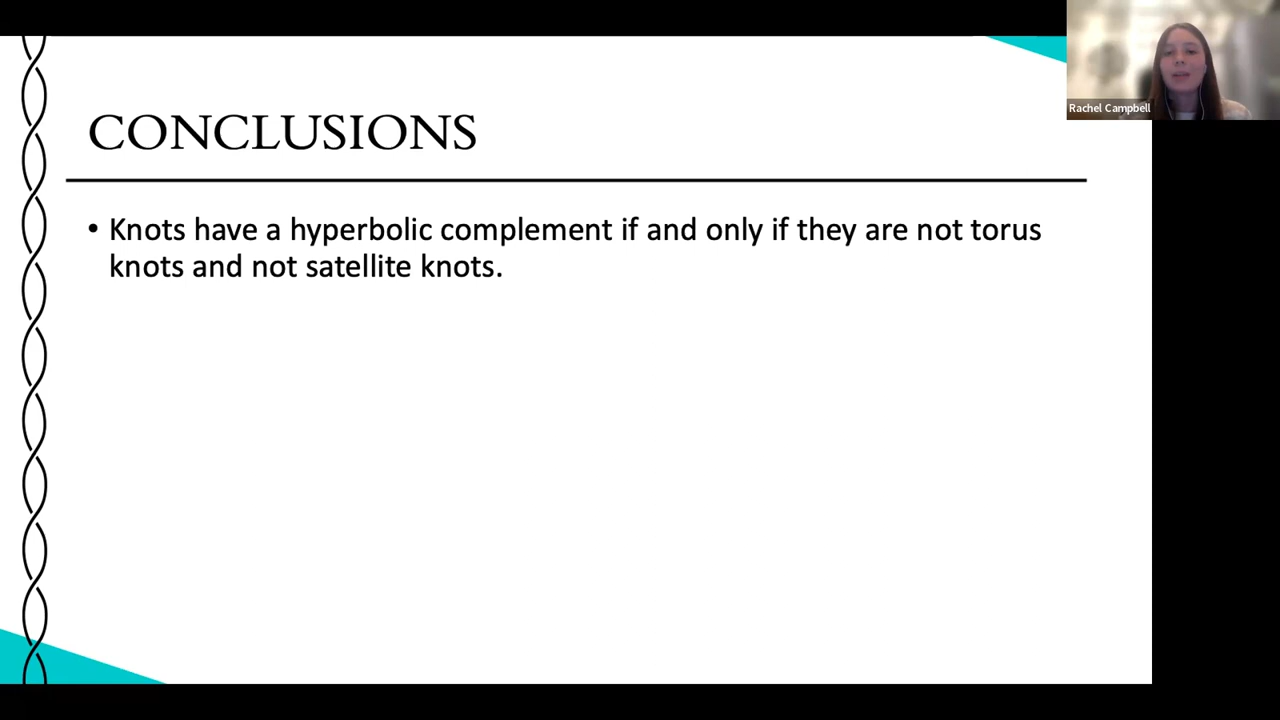 Rachel Campbell
CONCLUSIONS
• Knots have a hyperbolic complement if and only if they are not torus
knots and not satellite knots.